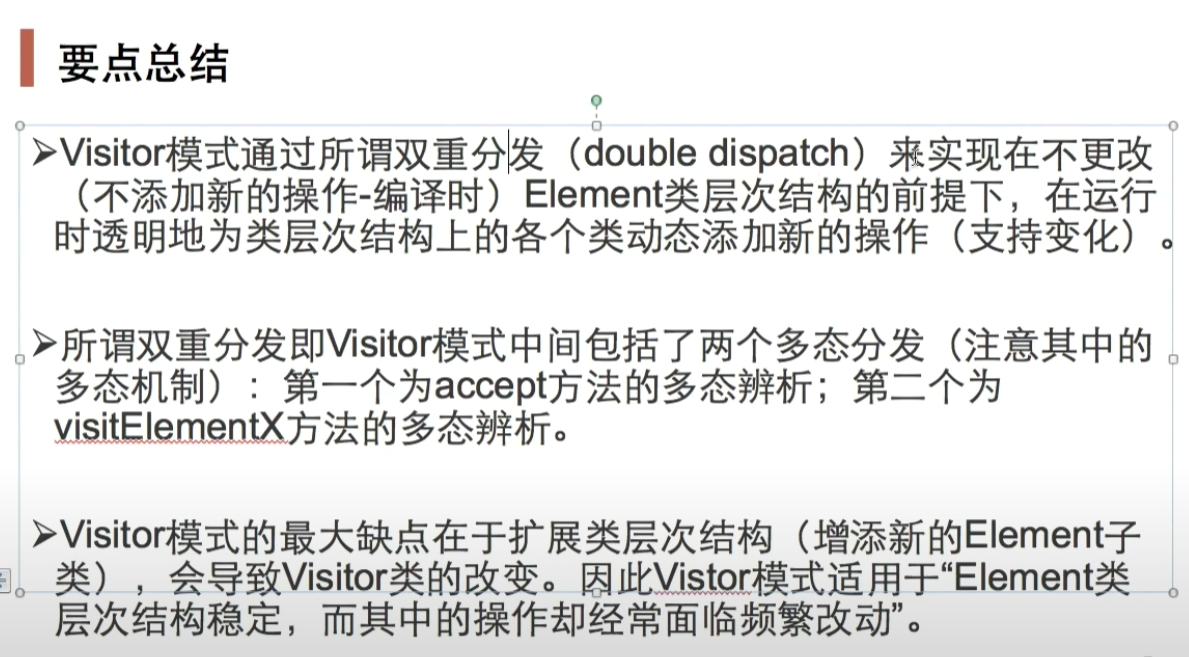 要点总结
➢Visitor模式通过所谓双重分发（double dispatch）来实现在不更改
（不添加新的操作-编译时）Element类层次结构的前提下，在运行
时透明地为类层次结构上的各个类动态添加新的操作（支持变化）。
➢所谓双重分发即Visitor模式中间包括了两个多态分发（注意其中的
多态机制）：第一个为accept方法的多态辨析；第二个为
visitElementX方法的多态辨析。
➢Visitor模式的最大缺点在于扩展类层次结构（增添新的Element子
类），会导致Visitor类的改变。因此Vistor模式适用于“Element类
层次结构稳定，而其中的操作却经常面临频繁改动”。